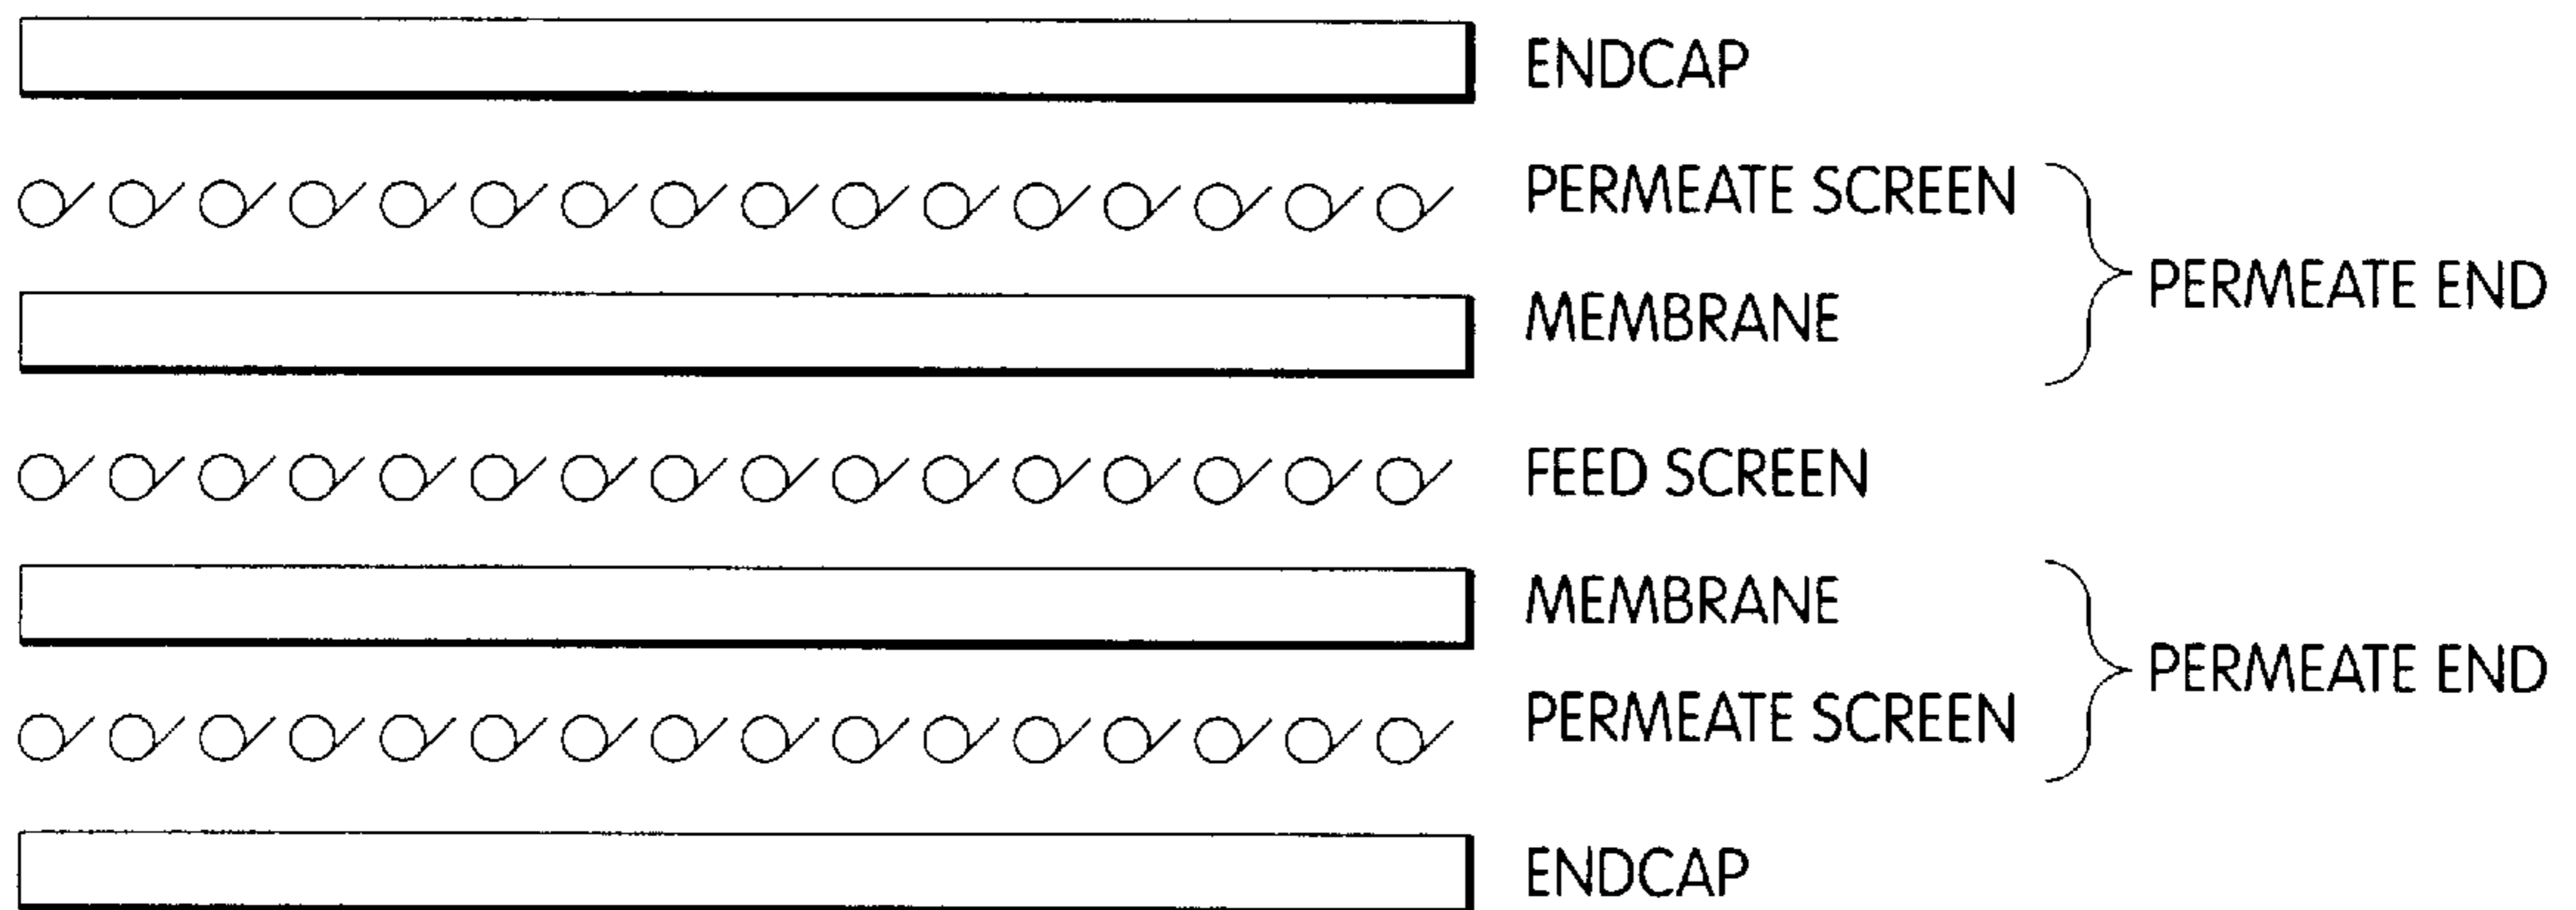 ENDCAP
PERMEATE SCREEN
MEMBRANE
PERMEATE END
FEED SCREEN
MEMBRANE
PERMEATE SCREEN
PERMEATE END
ENDCAP